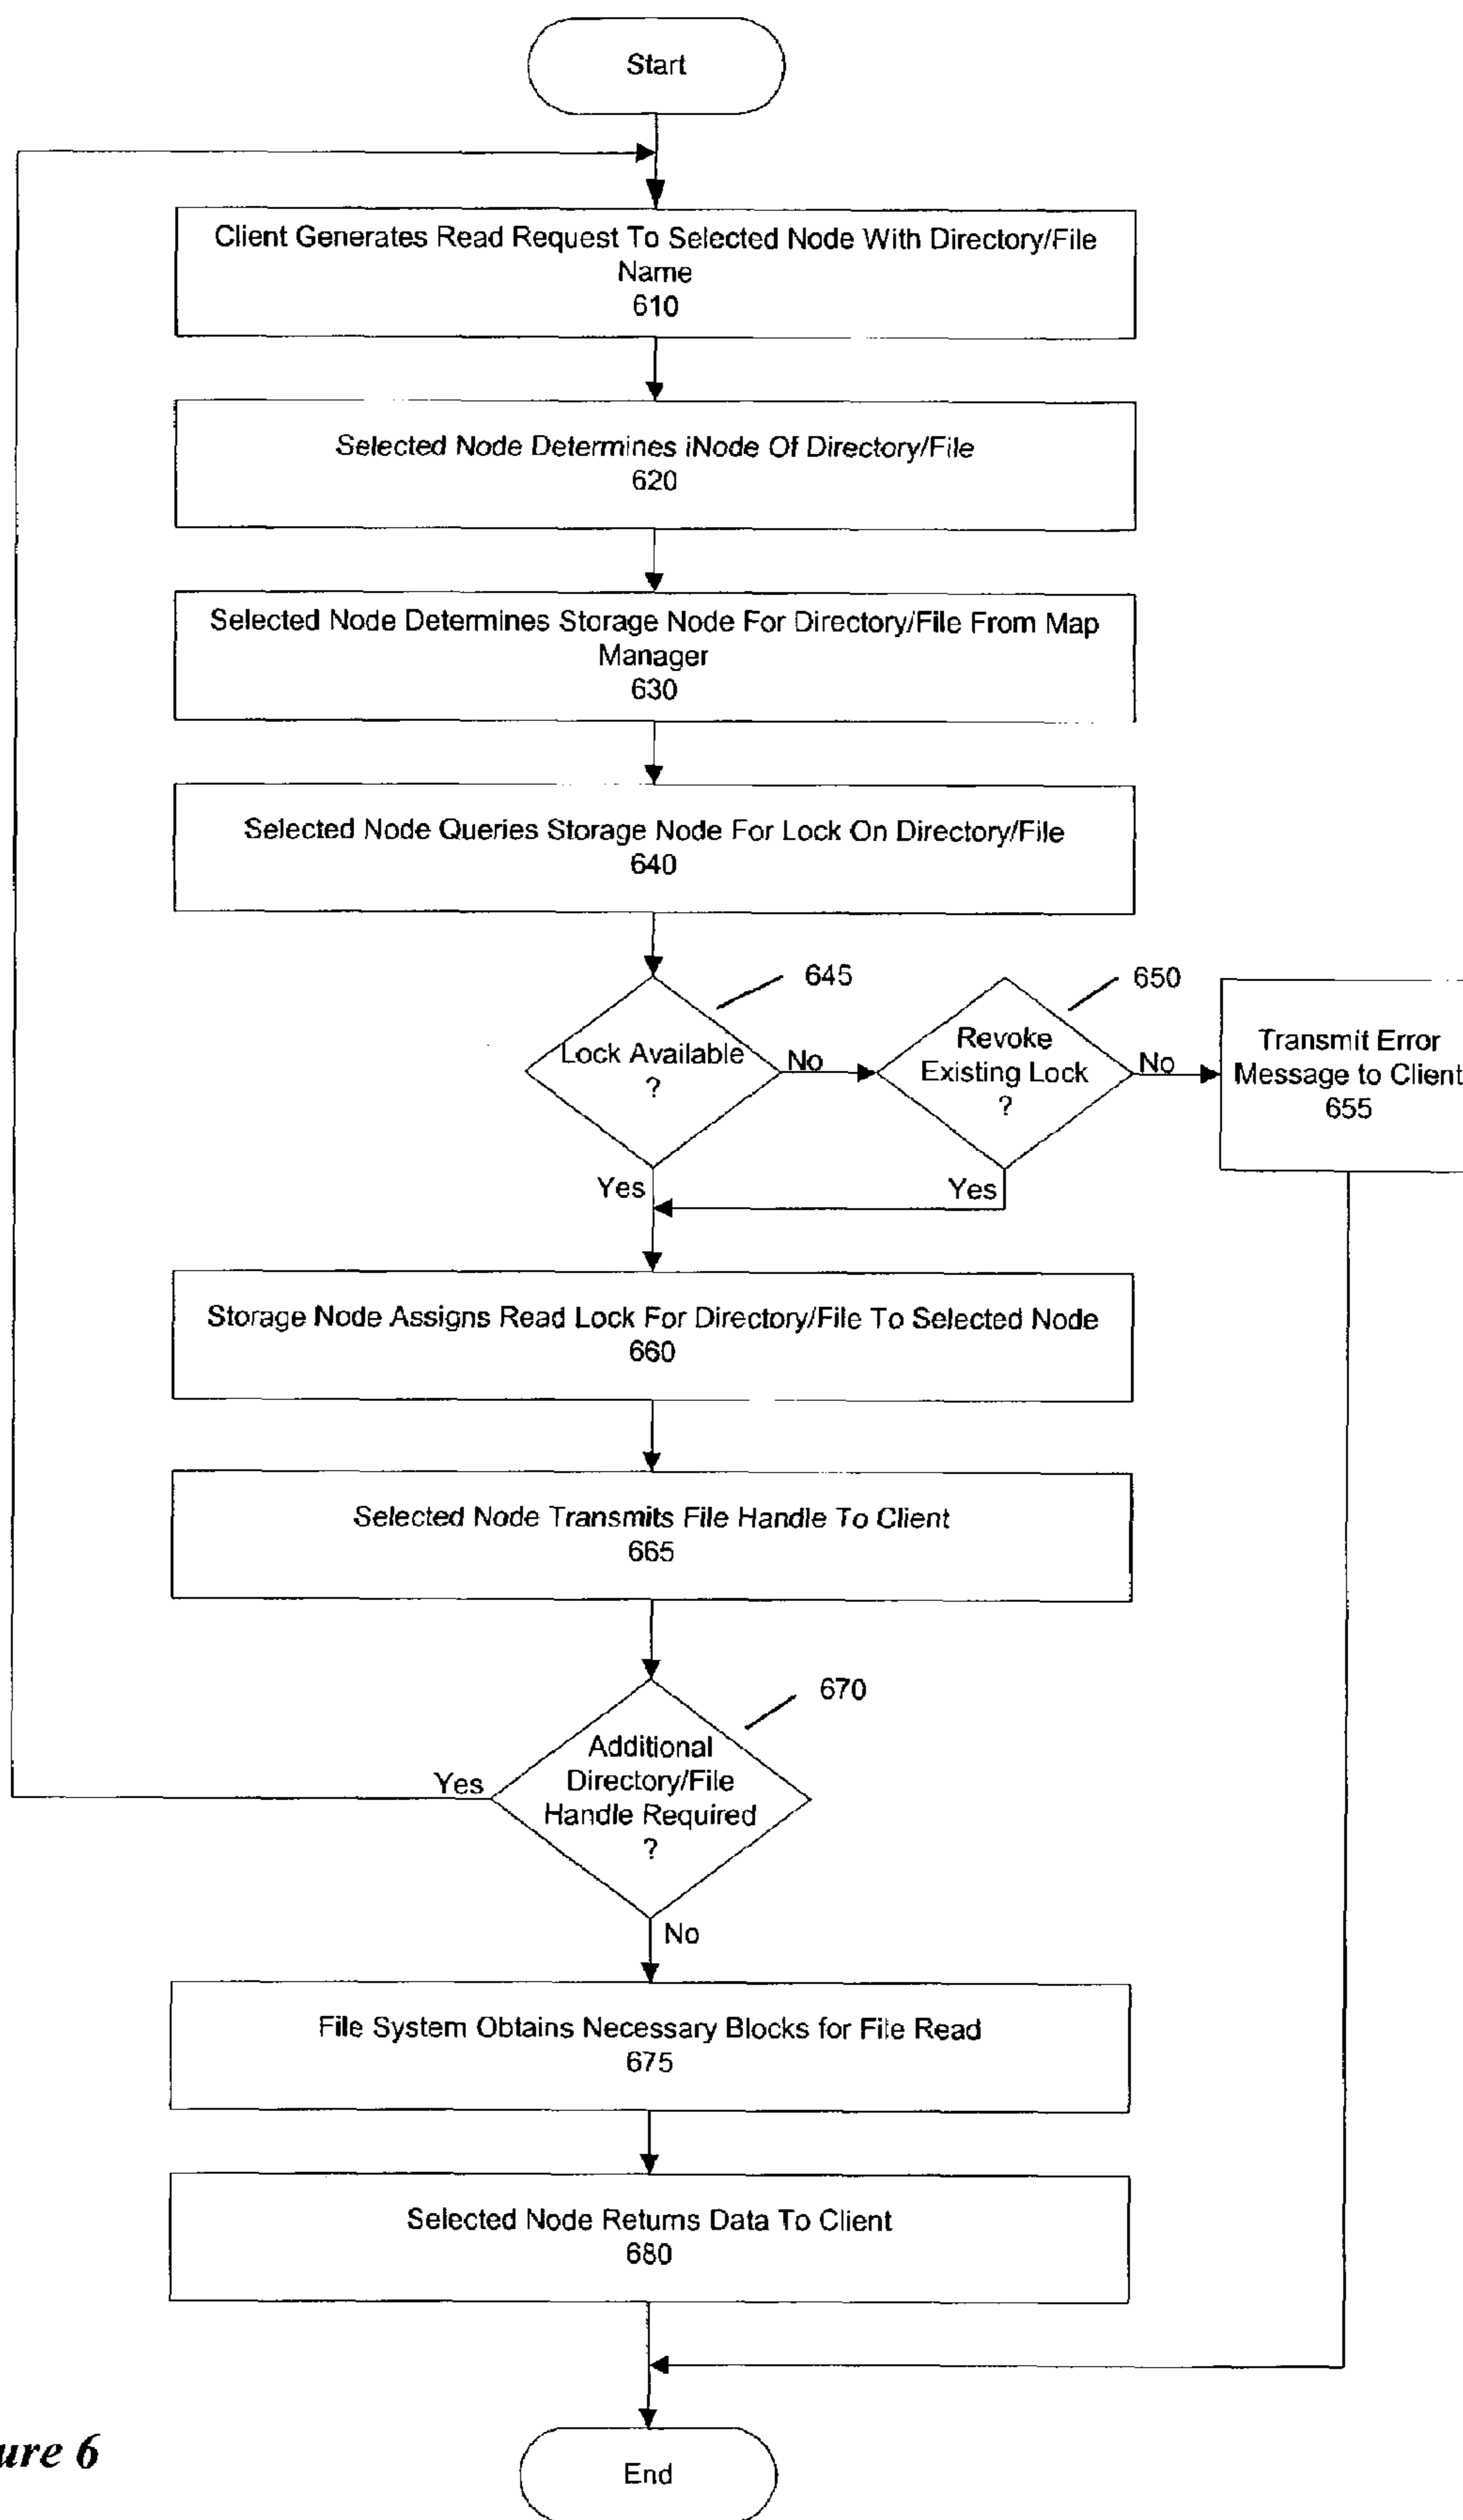 Start
Client Generates Read Request To Selected Node With Directory/File
Name
610
Selected Node Determines iNode Of Directory/File
620
Selected Node Determines Storage Node For Directory/File From Map
Manager
630
Selected Node Queries Storage Node For Lock On Directory/File
640
645
Lock Available
?
No
Yes
650
Revoke
Existing Lock
?
No
Yes
Transmit Error
Message to Client
655
Storage Node Assigns Read Lock For Directory/File To Selected Node
660
Selected Node Transmits File Handle To Client
665
670
Additional
Directory/File
Handle Required
?
Yes
No
File System Obtains Necessary Blocks for File Read
675
Selected Node Returns Data To Client
680
End
ure 6